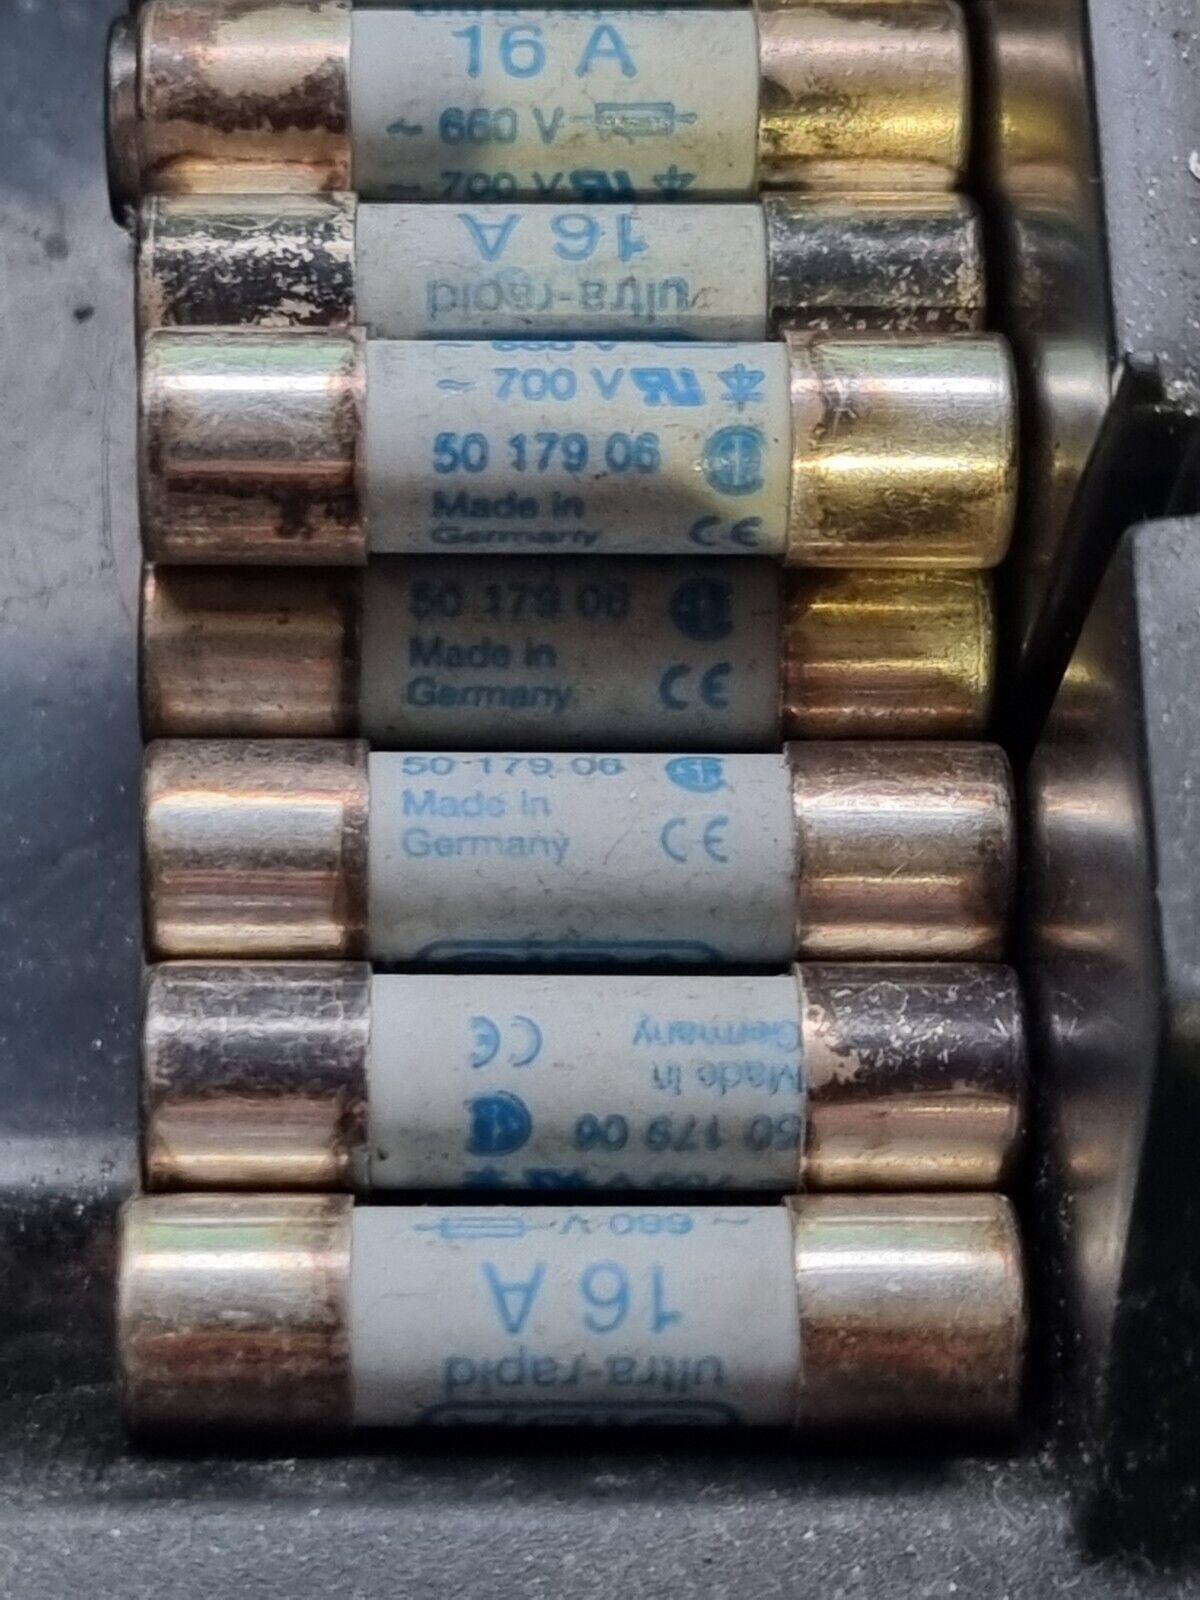 16 A
~ 660 V
~ 700 V
16 A
ultra-rapid
~ 700 V
50 179 06
Made in
Germany
CE
50 179 06
Made in
Germany
CE
50 179 06
Made in
Germany
CE
Made in
Germany
CE
50 179 06
~ 660 V
16 A
ultra-rapid